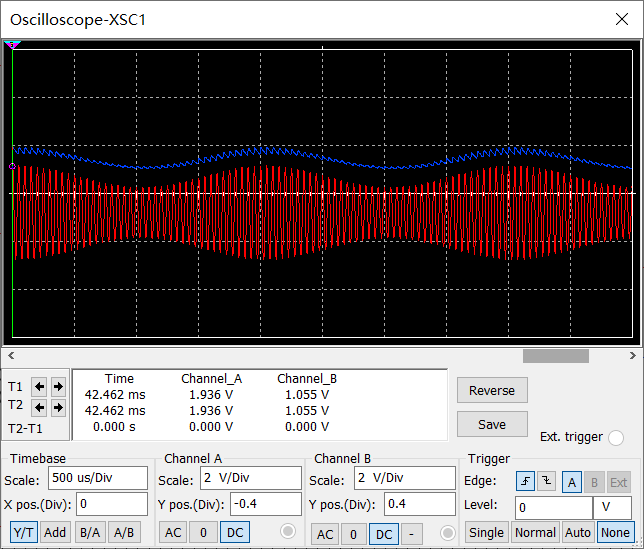 Oscilloscope-XSC1
Time Channel_A Channel_B
T1 42.462 ms 1.936 V 1.055 V
T2 42.462 ms 1.936 V 1.055 V
T2-T1 0.000 s 0.000 V 0.000 V
Reverse
Save
Ext. trigger
Timebase
Scale: 500 us/Div
X pos.(Div): 0
Y/T Add B/A A/B
Channel A
Scale: 2 V/Div
Y pos.(Div): -0.4
AC 0 DC
Channel B
Scale: 2 V/Div
Y pos.(Div): 0.4
AC 0 DC -
Trigger
Edge: A B Ext
Level: 0 V
Single Normal Auto None